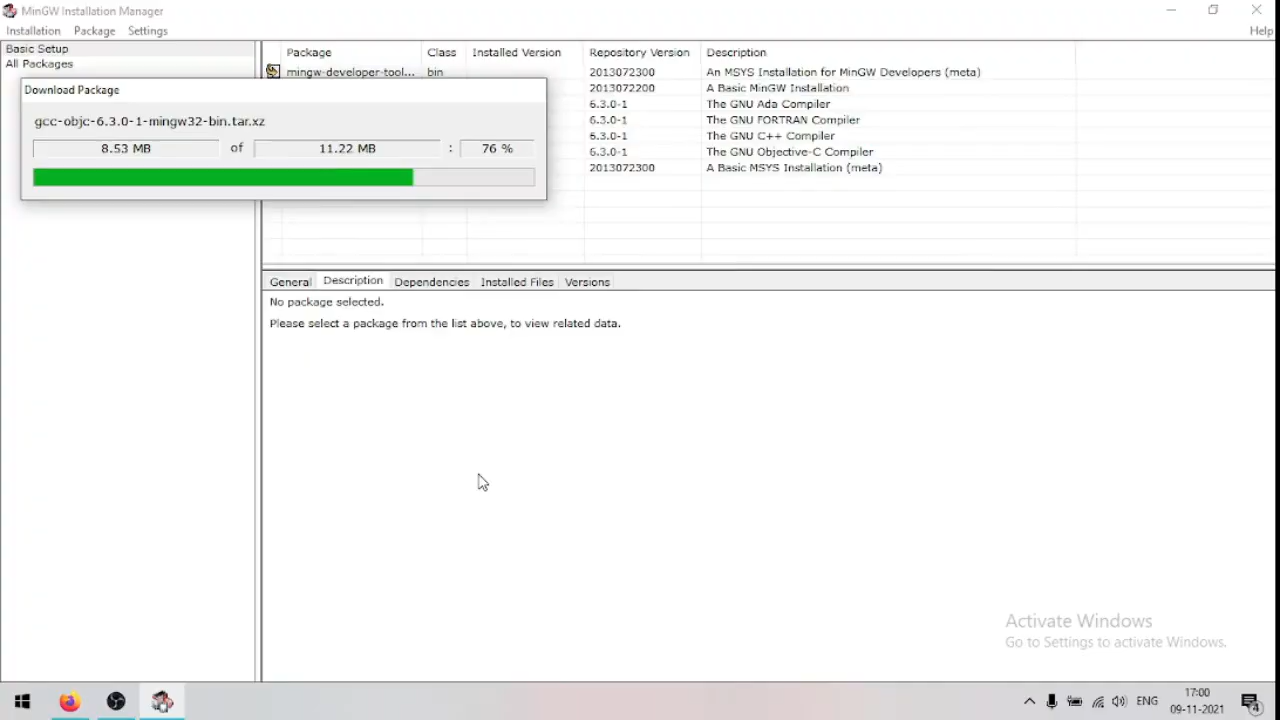 MinGW Installation Manager
Installation Package Settings Help
Basic Setup
All Packages
Package Class Installed Version Repository Version Description
mingw-developer-tool... bin 2013072300 An MSYS Installation for MinGW Developers (meta)
2013072200 A Basic MinGW Installation
6.3.0-1 The GNU Ada Compiler
6.3.0-1 The GNU FORTRAN Compiler
6.3.0-1 The GNU C++ Compiler
6.3.0-1 The GNU Objective-C Compiler
2013072300 A Basic MSYS Installation (meta)
Download Package
gcc-objc-6.3.0-1-mingw32-bin.tar.xz
8.53 MB of 11.22 MB : 76 %
General Description Dependencies Installed Files Versions
No package selected.
Please select a package from the list above, to view related data.
Activate Windows
Go to Settings to activate Windows.
ENG
17:00
09-11-2021
4